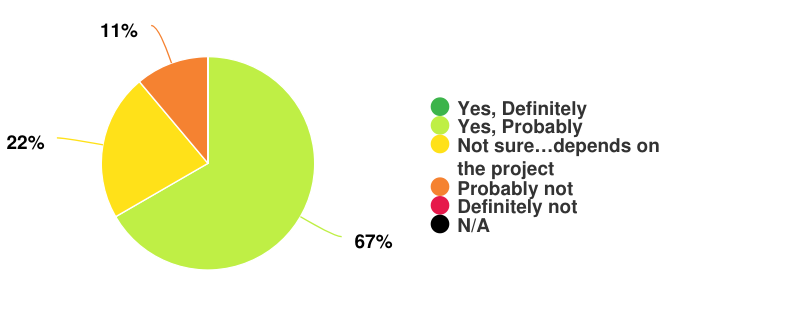 11%
22%
67%
Yes, Definitely
Yes, Probably
Not sure...depends on
the project
Probably not
Definitely not
N/A